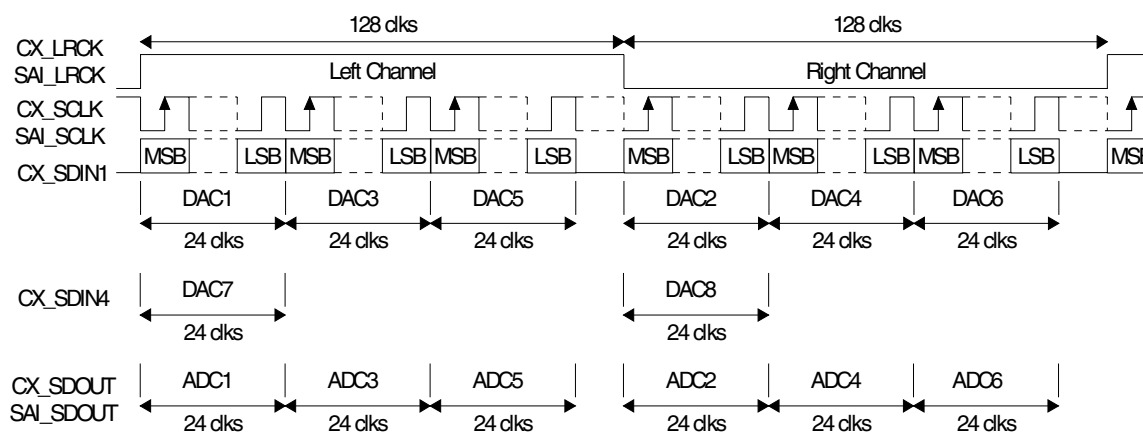 128 clks 128 clks
CX_LRCK
SAI_LRCK Left Channel Right Channel
CX_SCLK
SAI_SCLK
MSB LSB MSB LSB MSB LSB MSB LSB MSB LSB MSB LSB MSB
CX_SDIN1
DAC1 DAC3 DAC5 DAC2 DAC4 DAC6
24 clks 24 clks 24 clks 24 clks 24 clks 24 clks
CX_SDIN4 DAC7 DAC8
24 clks 24 clks
CX_SDOUT ADC1 ADC3 ADC5 ADC2 ADC4 ADC6
SAI_SDOUT 24 clks 24 clks 24 clks 24 clks 24 clks 24 clks